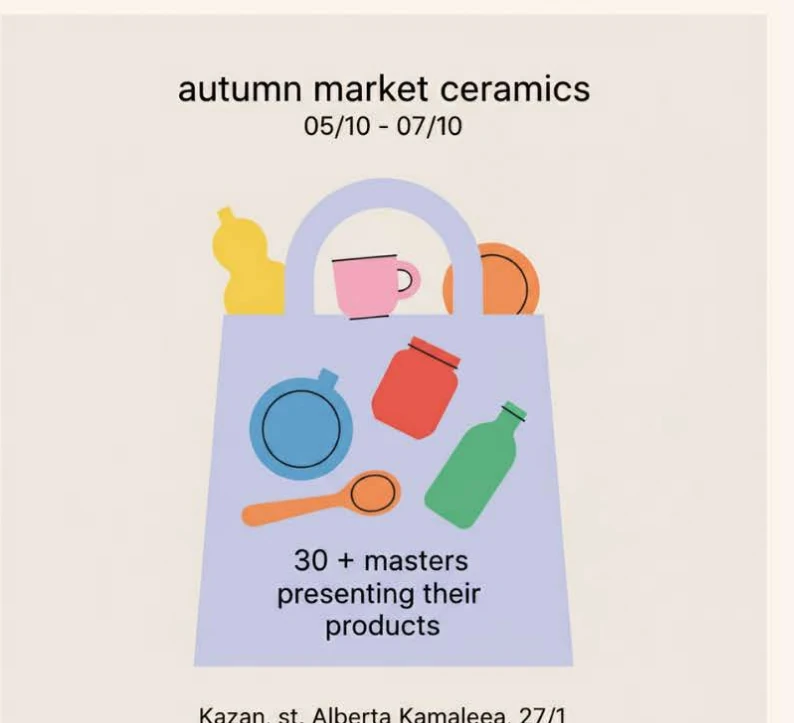 autumn market ceramics
05/10 - 07/10
30 + masters
presenting their
products
Kazan, st. Alberta Kamaleea, 27/1